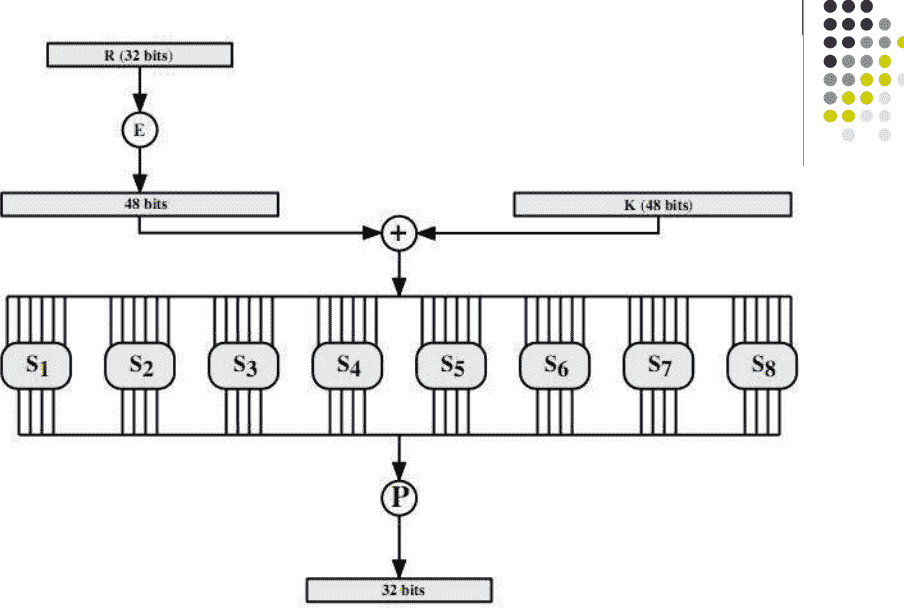 R (32 bits)
E
48 bits
K (48 bits)
+
S1 S2 S3 S4 S5 S6 S7 S8
P
32 bits